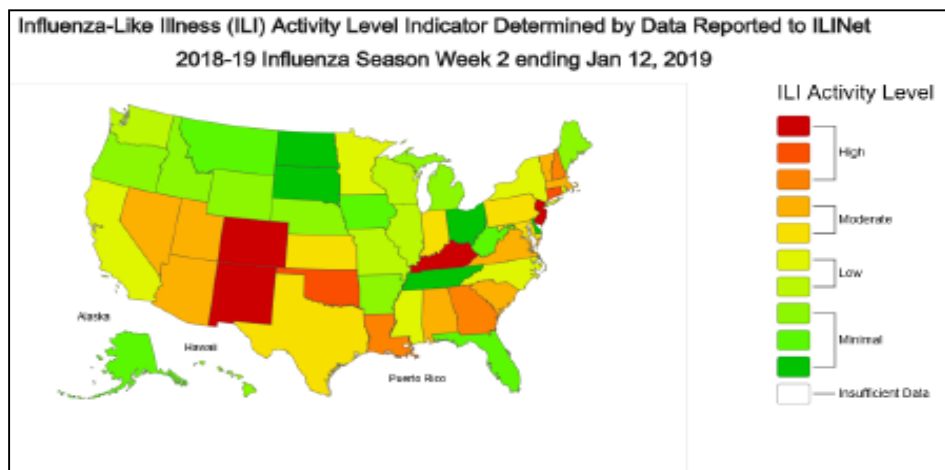 Influenza-Like Illness (ILI) Activity Level Indicator Determined by Data Reported to ILINet
2018-19 Influenza Season Week 2 ending Jan 12, 2019
ILI Activity Level
High
Moderate
Low
Minimal
Insufficient Data
Alaska
Hawaii
Puerto Rico